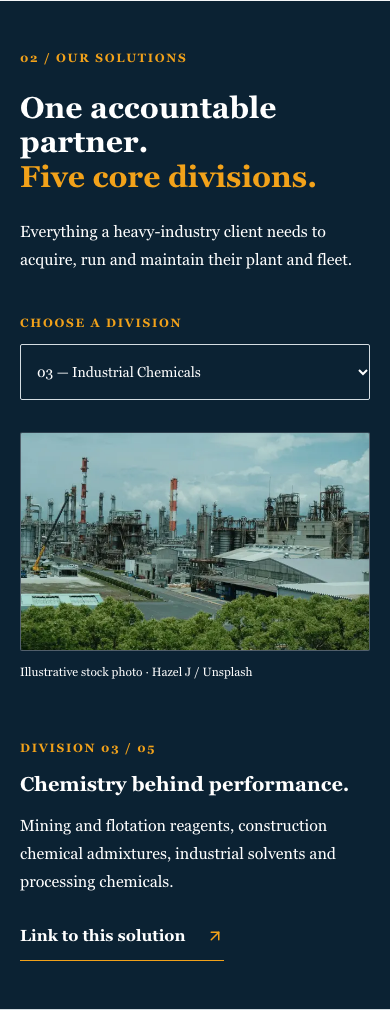 02 / OUR SOLUTIONS
One accountable
partner.
Five core divisions.
Everything a heavy-industry client needs to
acquire, run and maintain their plant and fleet.
CHOOSE A DIVISION
03 — Industrial Chemicals
Illustrative stock photo · Hazel J / Unsplash
DIVISION 03 / 05
Chemistry behind performance.
Mining and flotation reagents, construction
chemical admixtures, industrial solvents and
processing chemicals.
Link to this solution